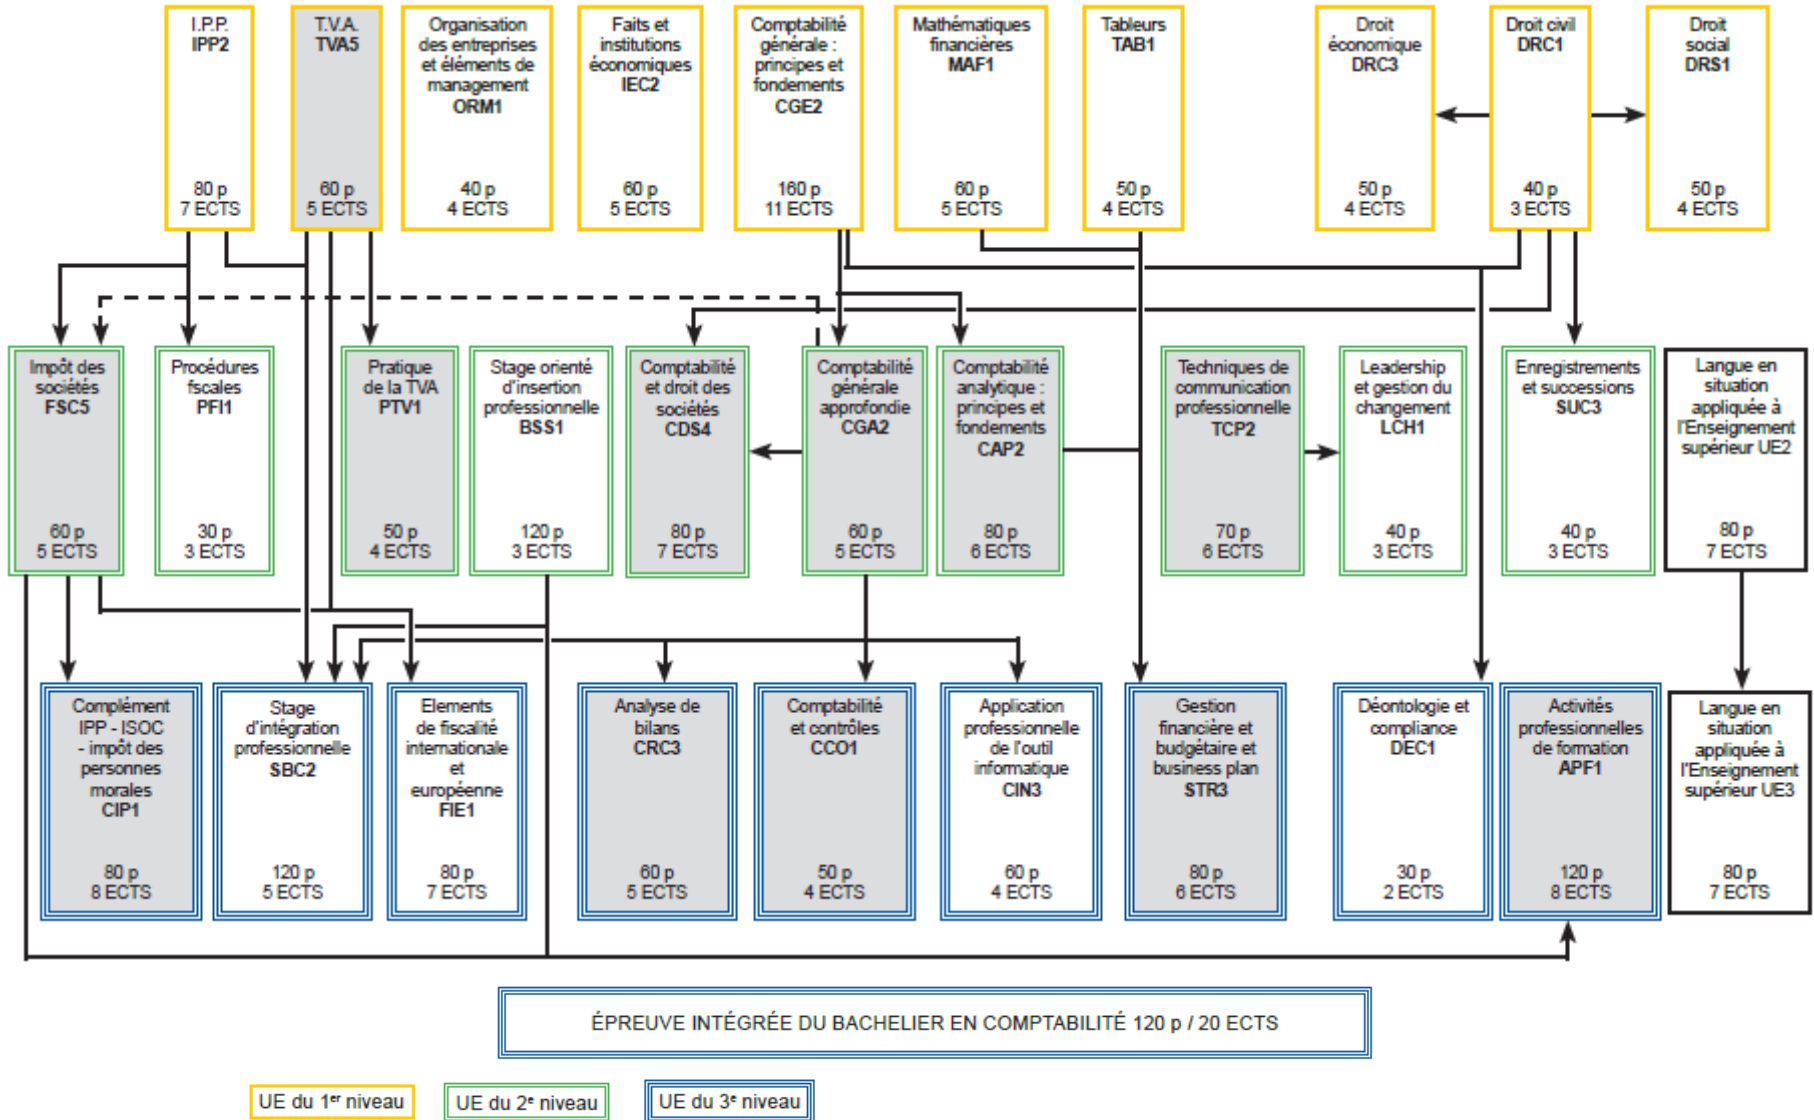 I.P.P.
IPP2
80 p
7 ECTS
T.V.A.
TVA5
60 p
5 ECTS
Organisation
des entreprises
et éléments de
management
ORM1
40 p
4 ECTS
Faits et
institutions
économiques
IEC2
60 p
5 ECTS
Comptabilité
générale :
principes et
fondements
CGE2
160 p
11 ECTS
Mathématiques
financières
MAF1
60 p
5 ECTS
Tableurs
TAB1
50 p
4 ECTS
Droit
économique
DRC3
50 p
4 ECTS
Droit civil
DRC1
40 p
3 ECTS
Droit
social
DRS1
50 p
4 ECTS
Impôt des
sociétés
FSC5
60 p
5 ECTS
Procédures
fiscales
PFI1
30 p
3 ECTS
Pratique
de la TVA
PTV1
50 p
4 ECTS
Stage orienté
d'insertion
professionnelle
BSS1
120 p
3 ECTS
Comptabilité
et droit des
sociétés
CDS4
80 p
7 ECTS
Comptabilité
générale
approfondie
CGA2
60 p
5 ECTS
Comptabilité
analytique :
principes et
fondements
CAP2
80 p
6 ECTS
Techniques de
communication
professionnelle
TCP2
70 p
6 ECTS
Leadership
et gestion du
changement
LCH1
40 p
3 ECTS
Enregistrements
et successions
SUC3
40 p
3 ECTS
Langue en
situation
appliquée à
l'Enseignement
supérieur UE2
80 p
7 ECTS
Complément
IPP - ISOC
- impôt des
personnes
morales
CIP1
80 p
8 ECTS
Stage
d'intégration
professionnelle
SBC2
120 p
5 ECTS
Elements
de fiscalité
internationale
et
européenne
FIE1
80 p
7 ECTS
Analyse de
bilans
CRC3
60 p
5 ECTS
Comptabilité
et contrôles
CCO1
50 p
4 ECTS
Application
professionnelle
de l'outil
informatique
CIN3
60 p
4 ECTS
Gestion
financière et
budgétaire et
business plan
STR3
80 p
6 ECTS
Déontologie et
compliance
DEC1
30 p
2 ECTS
Activités
professionnelles
de formation
APF1
120 p
8 ECTS
Langue en
situation
appliquée à
l'Enseignement
supérieur UE3
80 p
7 ECTS
ÉPREUVE INTÉGRÉE DU BACHELIER EN COMPTABILITÉ 120 p / 20 ECTS
UE du 1er niveau
UE du 2e niveau
UE du 3e niveau